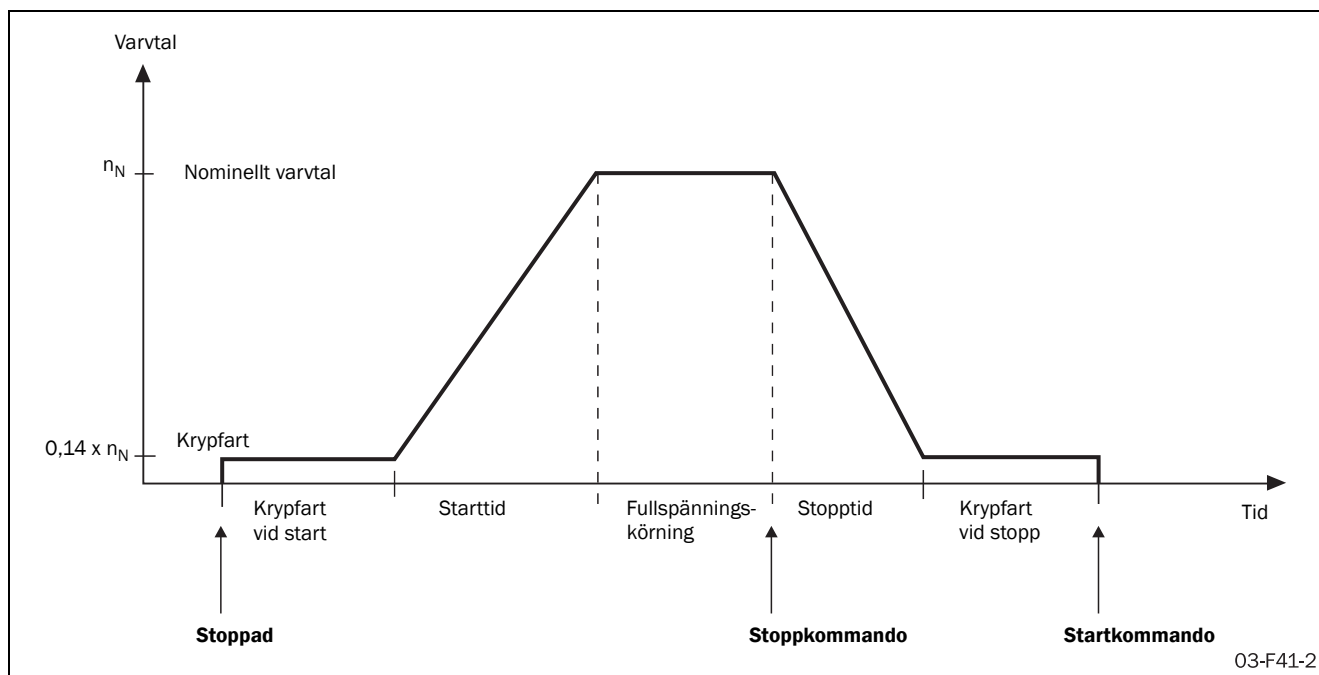 Varvtal
n_N
Nominellt varvtal
Krypfart
0,14 x n_N
Krypfart
vid start
Starttid
Fullspännings-
körning
Stopptid
Krypfart
vid stopp
Tid
Stoppad
Stoppkommando
Startkommando
03-F41-2